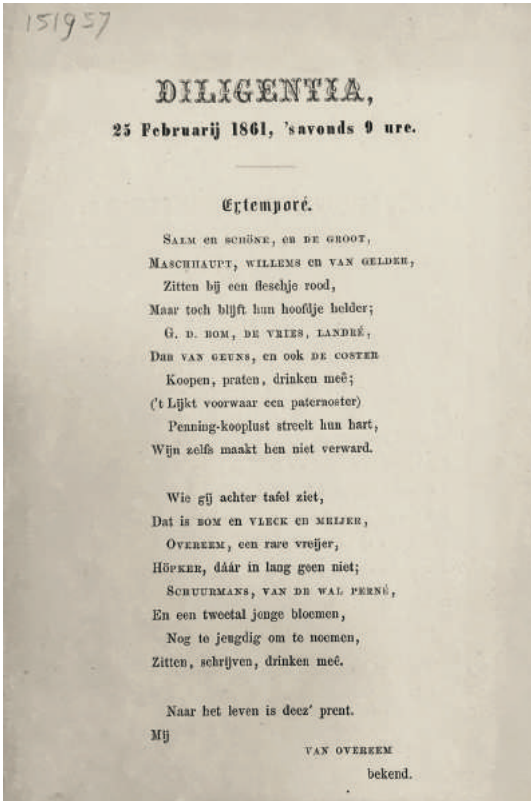 151957
DILIGENTIA,
25 Februarij 1861, 'savonds 9 ure.
Extemporé.
SALM en SCHÖNE, en DE GROOT,
MASCHHAUPT, WILLEMS en VAN GELDER,
Zitten bij een fleschje rood,
Maar toch blijft hun hoofdje helder;
G. D. BOM, DE VRIES, LANDRÉ,
Dan VAN GEUNS, en ook DE COSTER
Koopen, praten, drinken meê;
('t Lijkt voorwaar een paternoster)
Penning-kooplust streelt hun hart,
Wijn zelfs maakt hen niet verward.
Wie gij achter tafel ziet,
Dat is BOM en VLECK en MEIJER,
OVEREEM, een rare vreijer,
HÖPKER, dáár in lang geen niet;
SCHUURMANS, VAN DE WAL PERNÉ,
En een tweetal jonge bloemen,
Nog te jeugdig om te noemen,
Zitten, schrijven, drinken meê.
Naar het leven is deez' prent.
Mij
VAN OVEREEM
bekend.